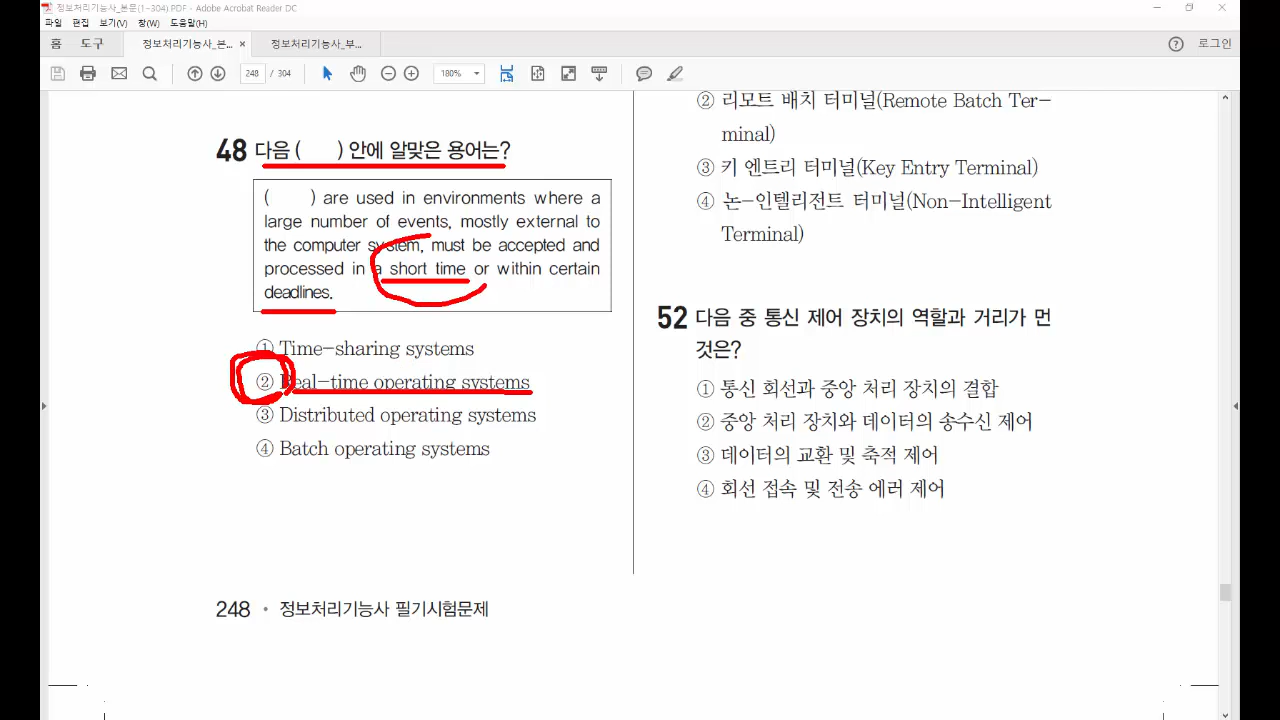 정보처리기능사_본문(1-304).PDF - Adobe Acrobat Reader DC
파일 편집 보기(V) 창(W) 도움말(H)
홈 도구 정보처리기능사_본... × 정보처리기능사_부... 로그인
248 / 304 180%
48 다음 ( ) 안에 알맞은 용어는?
( ) are used in environments where a
large number of events, mostly external to
the computer system, must be accepted and
processed in a short time or within certain
deadlines.
① Time-sharing systems
② Real-time operating systems
③ Distributed operating systems
④ Batch operating systems
248 • 정보처리기능사 필기시험문제
② 리모트 배치 터미널(Remote Batch Ter-
minal)
③ 키 엔트리 터미널(Key Entry Terminal)
④ 논-인텔리전트 터미널(Non-Intelligent
Terminal)
52 다음 중 통신 제어 장치의 역할과 거리가 먼
것은?
① 통신 회선과 중앙 처리 장치의 결합
② 중앙 처리 장치와 데이터의 송수신 제어
③ 데이터의 교환 및 축적 제어
④ 회선 접속 및 전송 에러 제어